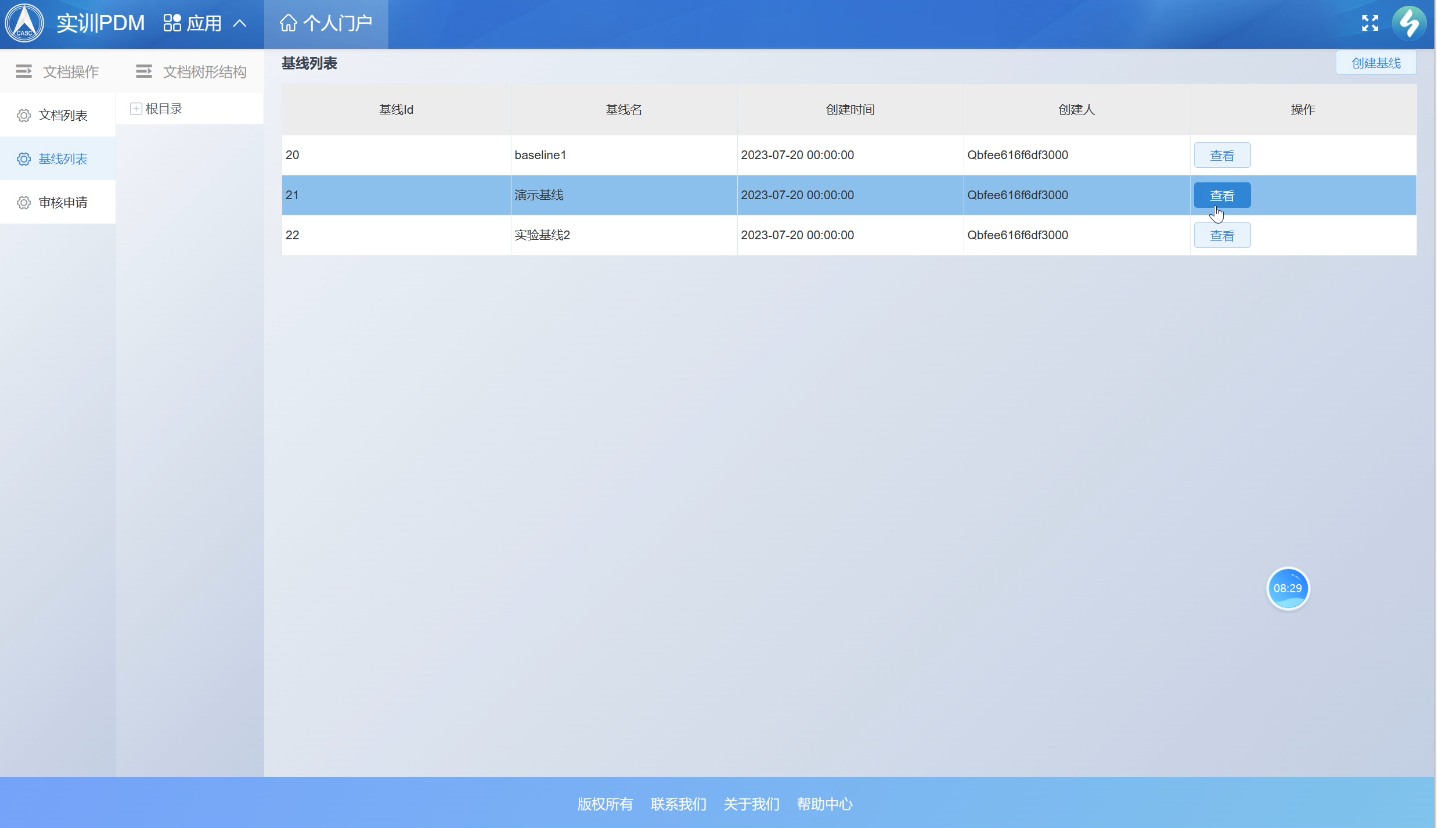 CASC 实训PDM 应用 个人门户
文档操作 文档树形结构 基线列表 创建基线
文档列表 根目录
基线列表
审核申请
基线Id 基线名 创建时间 创建人 操作
20 baseline1 2023-07-20 00:00:00 Qbfee616f6df3000 查看
21 演示基线 2023-07-20 00:00:00 Qbfee616f6df3000 查看
22 实验基线2 2023-07-20 00:00:00 Qbfee616f6df3000 查看
08:29
版权所有 联系我们 关于我们 帮助中心